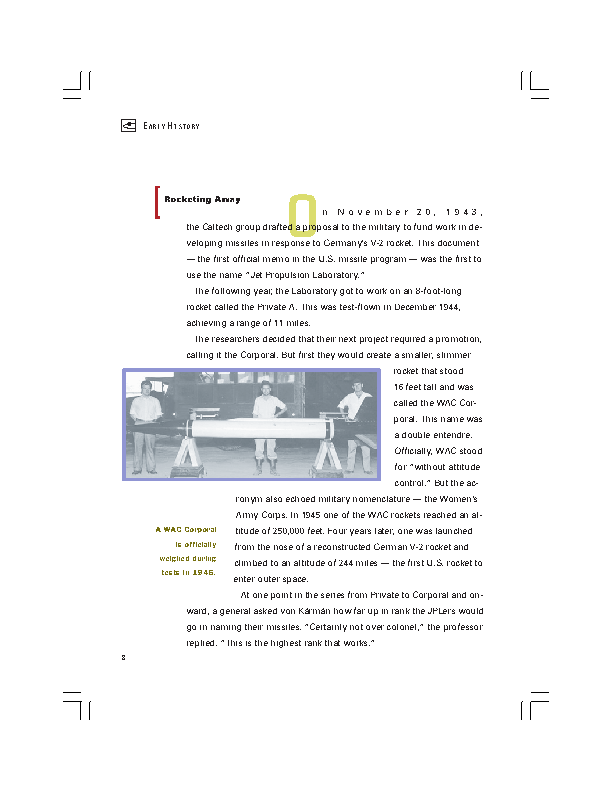 EARLY HISTORY
Rocketing Away
On November 20, 1943,
the Caltech group drafted a proposal to the military to fund work in de-
veloping missiles in response to Germany's V-2 rocket. This document
— the first official memo in the U.S. missile program — was the first to
use the name "Jet Propulsion Laboratory."
The following year, the Laboratory got to work on an 8-foot-long
rocket called the Private A. This was test-flown in December 1944,
achieving a range of 11 miles.
The researchers decided that their next project required a promotion,
calling it the Corporal. But first they would create a smaller, slimmer
rocket that stood
16 feet tall and was
called the WAC Cor-
poral. This name was
a double entendre.
Officially, WAC stood
for "without attitude
control." But the ac-
ronym also echoed military nomenclature — the Women's
Army Corps. In 1945 one of the WAC rockets reached an al-
titude of 250,000 feet. Four years later, one was launched
from the nose of a reconstructed German V-2 rocket and
climbed to an altitude of 244 miles — the first U.S. rocket to
enter outer space.
A WAC Corporal
is officially
weighed during
tests in 1946.
At one point in the series from Private to Corporal and on-
ward, a general asked von Kármán how far up in rank the JPLers would
go in naming their missiles. "Certainly not over colonel," the professor
replied. "This is the highest rank that works."
8